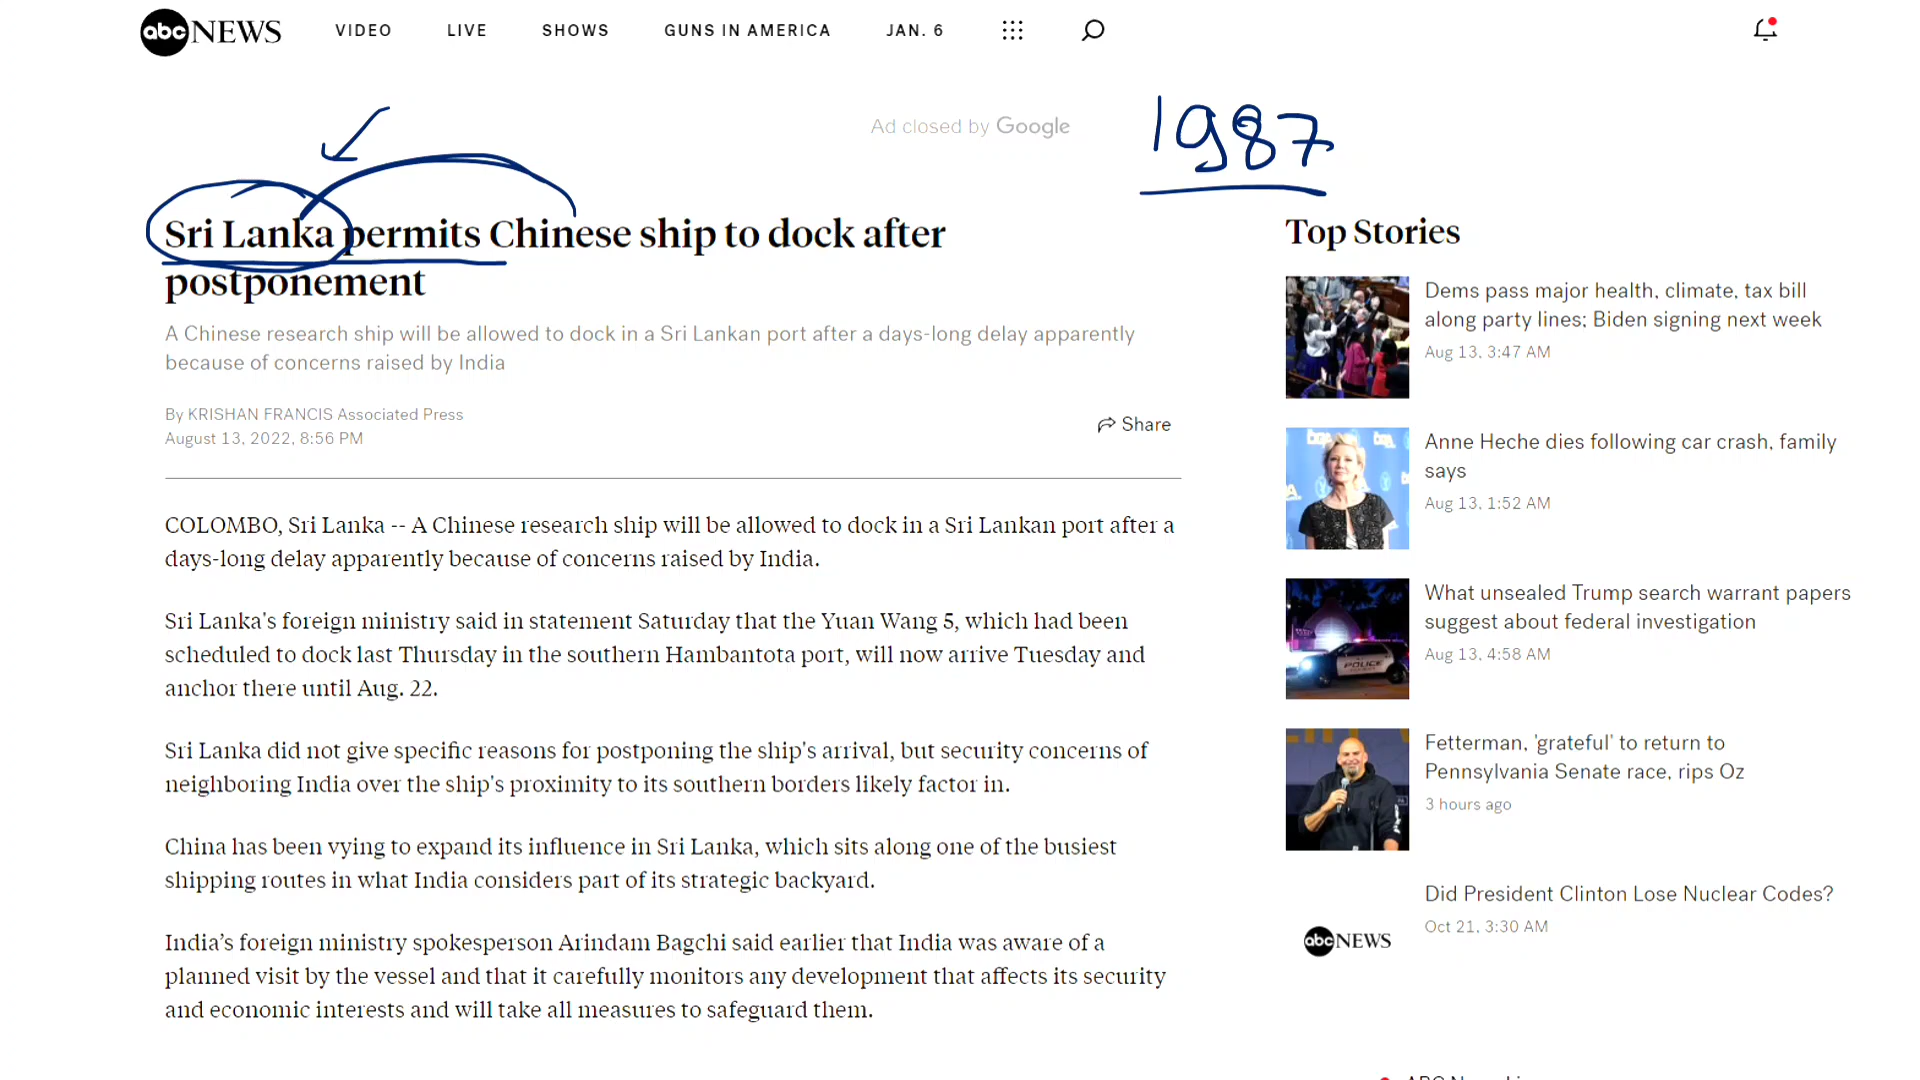 abc NEWS VIDEO LIVE SHOWS GUNS IN AMERICA JAN. 6
Ad closed by Google
1987
Sri Lanka permits Chinese ship to dock after
postponement
A Chinese research ship will be allowed to dock in a Sri Lankan port after a days-long delay apparently
because of concerns raised by India
By KRISHAN FRANCIS Associated Press
August 13, 2022, 8:56 PM
Share
COLOMBO, Sri Lanka -- A Chinese research ship will be allowed to dock in a Sri Lankan port after a
days-long delay apparently because of concerns raised by India.
Sri Lanka's foreign ministry said in statement Saturday that the Yuan Wang 5, which had been
scheduled to dock last Thursday in the southern Hambantota port, will now arrive Tuesday and
anchor there until Aug. 22.
Sri Lanka did not give specific reasons for postponing the ship's arrival, but security concerns of
neighboring India over the ship's proximity to its southern borders likely factor in.
China has been vying to expand its influence in Sri Lanka, which sits along one of the busiest
shipping routes in what India considers part of its strategic backyard.
India’s foreign ministry spokesperson Arindam Bagchi said earlier that India was aware of a
planned visit by the vessel and that it carefully monitors any development that affects its security
and economic interests and will take all measures to safeguard them.
Top Stories
Dems pass major health, climate, tax bill
along party lines; Biden signing next week
Aug 13, 3:47 AM
Anne Heche dies following car crash, family
says
Aug 13, 1:52 AM
What unsealed Trump search warrant papers
suggest about federal investigation
Aug 13, 4:58 AM
POLICE
Fetterman, 'grateful' to return to
Pennsylvania Senate race, rips Oz
3 hours ago
Did President Clinton Lose Nuclear Codes?
Oct 21, 3:30 AM
abc NEWS